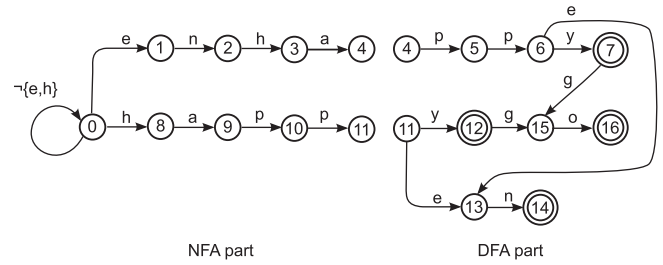 e
e n h a p p y
0 1 2 3 4 4 5 6 7
¬{e,h}
g
h a p p y g o
8 9 10 11 11 12 15 16
e n
13 14
NFA part DFA part